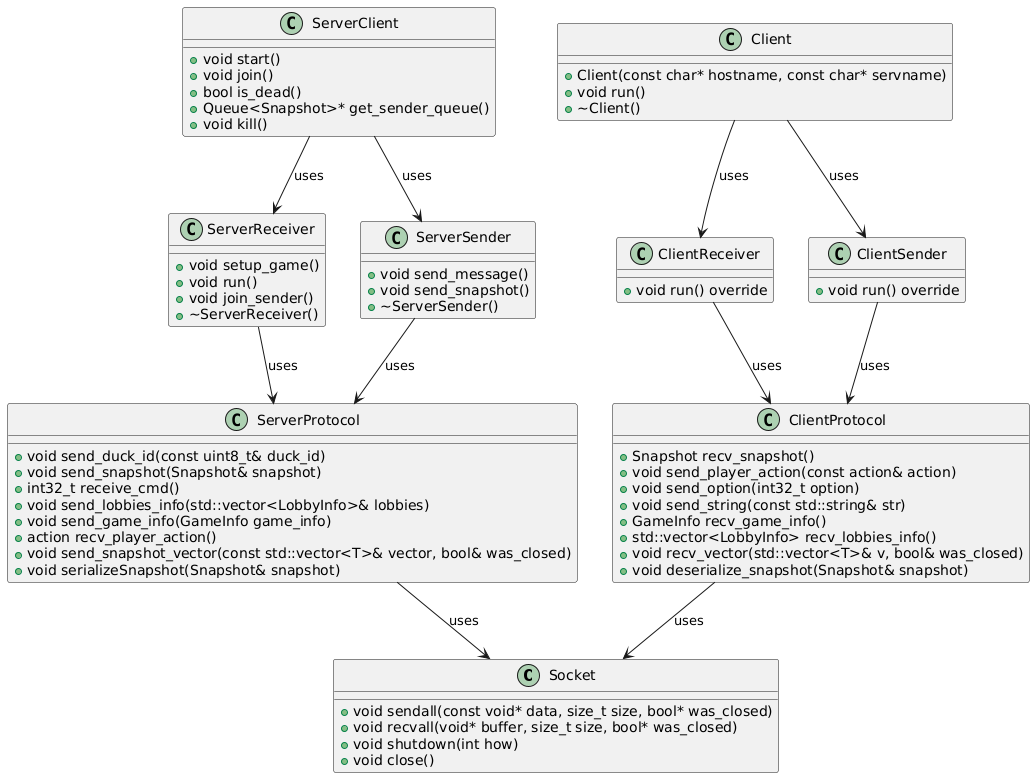 C ServerClient
void start()
void join()
bool is_dead()
Queue<Snapshot>* get_sender_queue()
void kill()
C Client
Client(const char* hostname, const char* servname)
void run()
~Client()
uses
uses
uses
uses
C ServerReceiver
void setup_game()
void run()
void join_sender()
~ServerReceiver()
C ServerSender
void send_message()
void send_snapshot()
~ServerSender()
C ClientReceiver
void run() override
C ClientSender
void run() override
uses
uses
uses
uses
C ServerProtocol
void send_duck_id(const uint8_t& duck_id)
void send_snapshot(Snapshot& snapshot)
int32_t receive_cmd()
void send_lobbies_info(std::vector<LobbyInfo>& lobbies)
void send_game_info(GameInfo game_info)
action recv_player_action()
void send_snapshot_vector(const std::vector<T>& vector, bool& was_closed)
void serializeSnapshot(Snapshot& snapshot)
C ClientProtocol
Snapshot recv_snapshot()
void send_player_action(const action& action)
void send_option(int32_t option)
void send_string(const std::string& str)
GameInfo recv_game_info()
std::vector<LobbyInfo> recv_lobbies_info()
void recv_vector(std::vector<T>& v, bool& was_closed)
void deserialize_snapshot(Snapshot& snapshot)
uses
uses
C Socket
void sendall(const void* data, size_t size, bool* was_closed)
void recvall(void* buffer, size_t size, bool* was_closed)
void shutdown(int how)
void close()